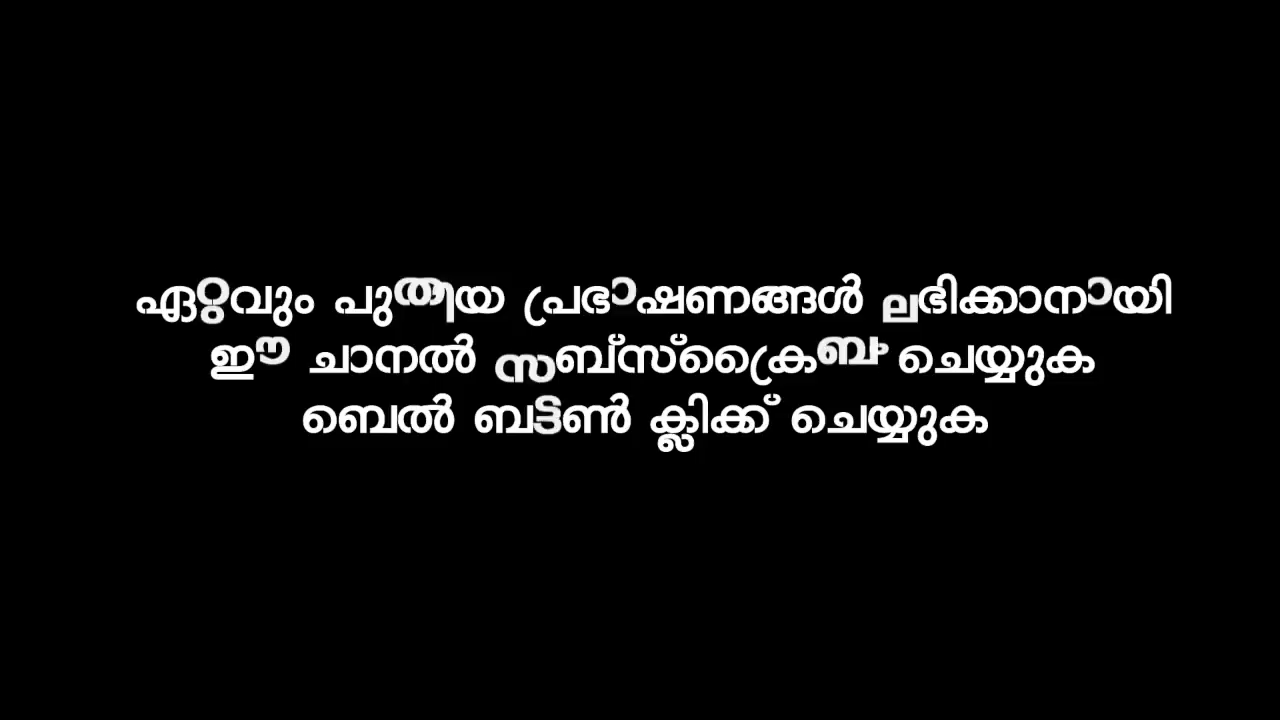 ഏറ്റവും പുതിയ പ്രഭാഷണങ്ങൾ ലഭിക്കാനായി
ഈ ചാനൽ സബ്സ്ക്രൈബ് ചെയ്യുക
ബെൽ ബട്ടൺ ക്ലിക്ക് ചെയ്യുക